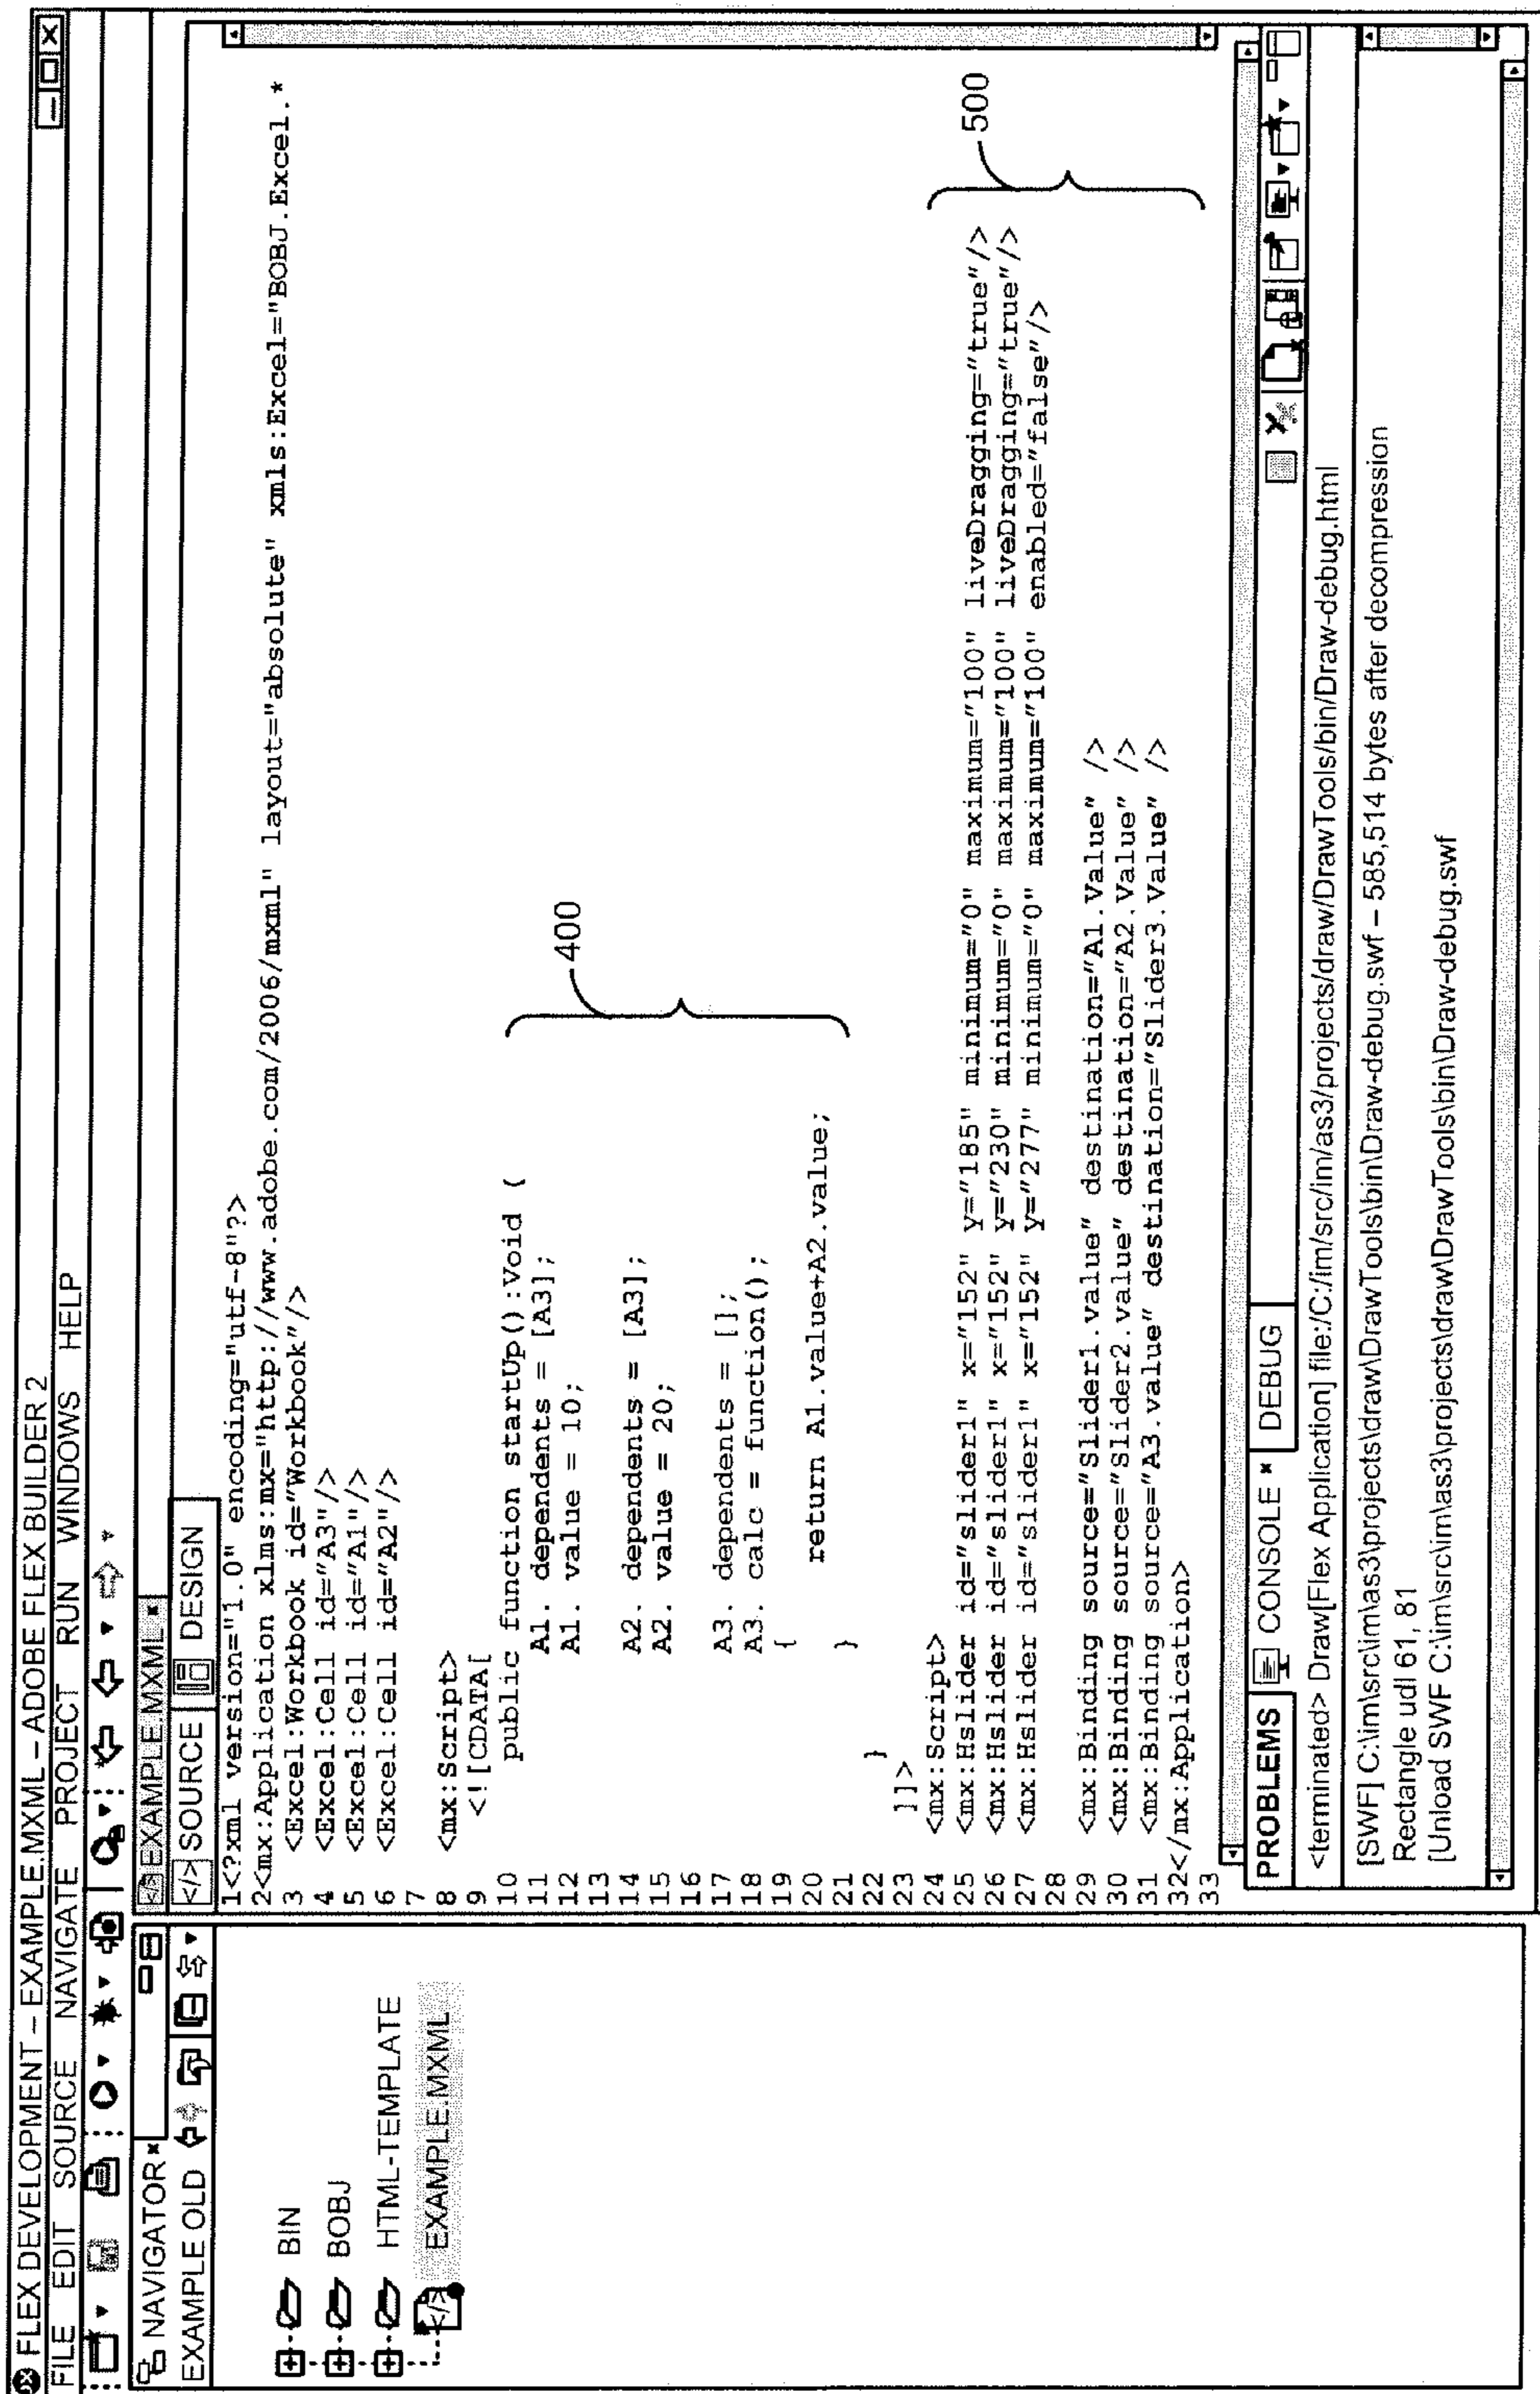 FLEX DEVELOPMENT – EXAMPLE.MXML – ADOBE FLEX BUILDER 2
FILE EDIT SOURCE NAVIGATE PROJECT RUN WINDOWS HELP
NAVIGATOR
EXAMPLE OLD
BIN
BOBJ
HTML-TEMPLATE
EXAMPLE.MXML
EXAMPLE.MXML
SOURCE DESIGN
1<?xml version="1.0" encoding="utf-8"?>
2<mx:Application xlms:mx="http://www.adobe.com/2006/mxml" layout="absolute" xmls:Excel="BOBJ.Excel.*
3 <Excel:Workbook id="Workbook"/>
4 <Excel:Cell id="A3"/>
5 <Excel:Cell id="A1"/>
6 <Excel:Cell id="A2"/>
7
8 <mx:Script>
9 <![CDATA[
10 public function startUp():Void (
11 A1. dependents = [A3];
12 A1. value = 10;
13
14 A2. dependents = [A3];
15 A2. value = 20;
16
17 A3. dependents = [];
18 A3. calc = function();
19 {
20 return A1.value+A2.value;
21 }
22 }
23 ]]>
24 <mx:Script>
25 <mx:Hslider id="slider1" x="152" y="185" minimum="0" maximum="100" liveDragging="true"/>
26 <mx:Hslider id="slider1" x="152" y="230" minimum="0" maximum="100" liveDragging="true"/>
27 <mx:Hslider id="slider1" x="152" y="277" minimum="0" maximum="100" enabled="false"/>
28
29 <mx:Binding source="Slider1.value" destination="A1.Value" />
30 <mx:Binding source="Slider2.value" destination="A2.Value" />
31 <mx:Binding source="A3.value" destination="Slider3.Value" />
32</mx:Application>
33
400
500
PROBLEMS CONSOLE DEBUG
<terminated> Draw[Flex Application] file:/C:/im/src/im/as3/projects/draw/DrawTools/bin/Draw-debug.html
[SWF] C:\im\src\im\as3\projects\draw\DrawTools\bin\Draw-debug.swf – 585,514 bytes after decompression
Rectangle udl 61, 81
[Unload SWF C:\im\src\im\as3\projects\draw\DrawTools\bin\Draw-debug.swf